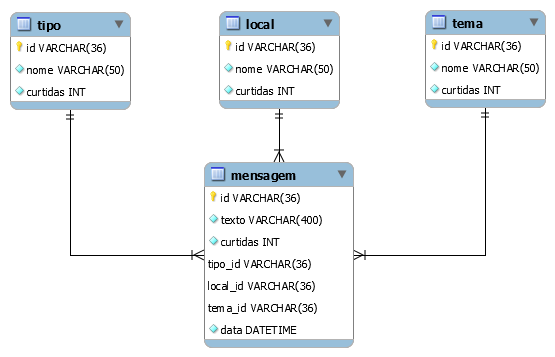 tipo
id VARCHAR(36)
nome VARCHAR(50)
curtidas INT
local
id VARCHAR(36)
nome VARCHAR(50)
curtidas INT
tema
id VARCHAR(36)
nome VARCHAR(50)
curtidas INT
mensagem
id VARCHAR(36)
texto VARCHAR(400)
curtidas INT
tipo_id VARCHAR(36)
local_id VARCHAR(36)
tema_id VARCHAR(36)
data DATETIME